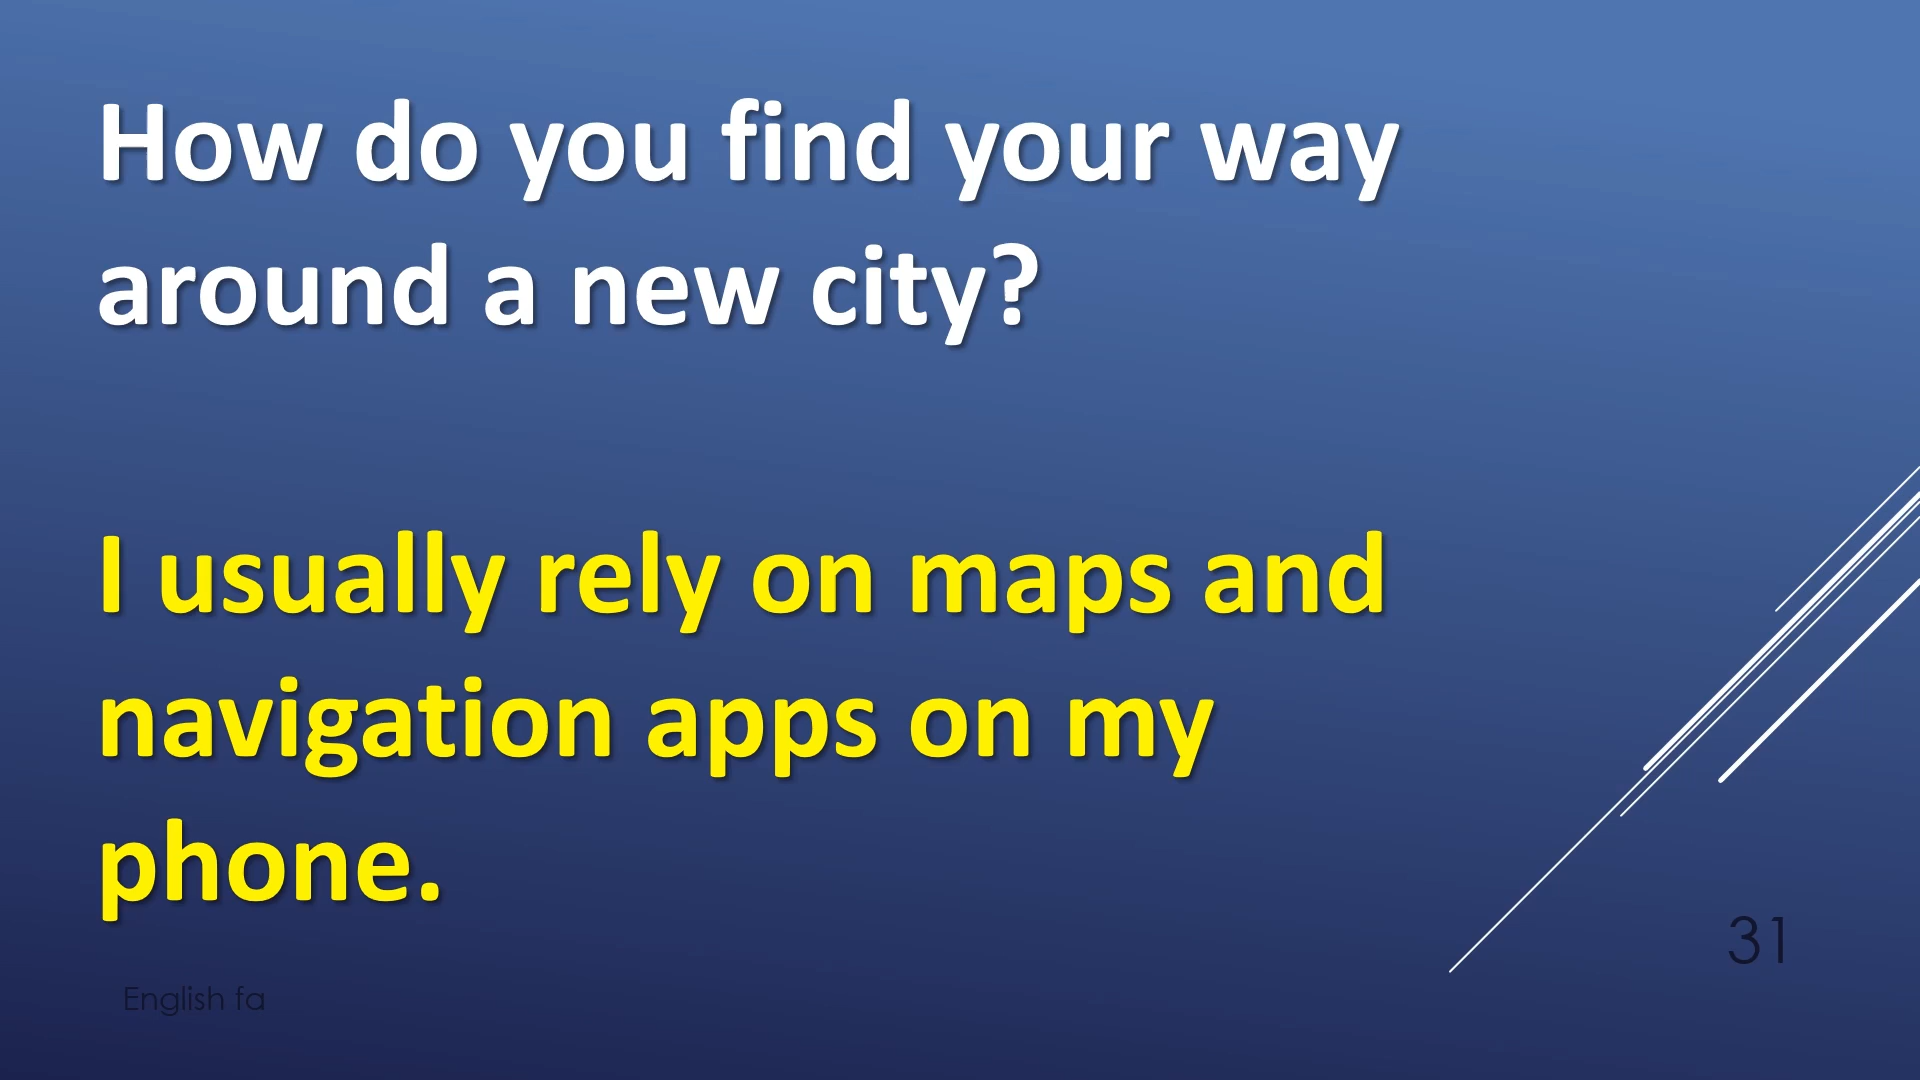 How do you find your way
around a new city?
I usually rely on maps and
navigation apps on my
phone.
31
English fa